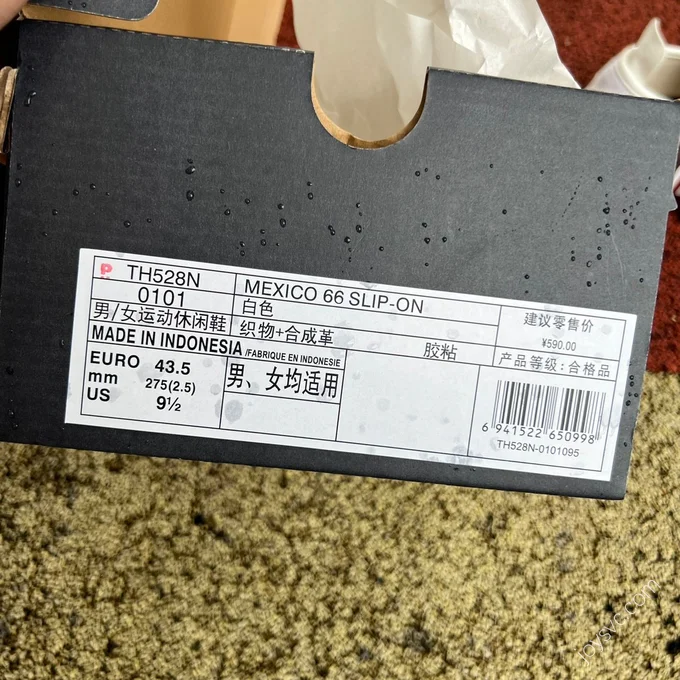 P TH528N
0101
MEXICO 66 SLIP-ON
白色
男/女运动休闲鞋
织物+合成革
胶粘
建议零售价
¥590.00
产品等级:合格品
MADE IN INDONESIA /FABRIQUE EN INDONESIE
EURO 43.5
mm 275(2.5)
US 9½
男、女均适用
6 941522 650998
TH528N-0101095
joysvg.com